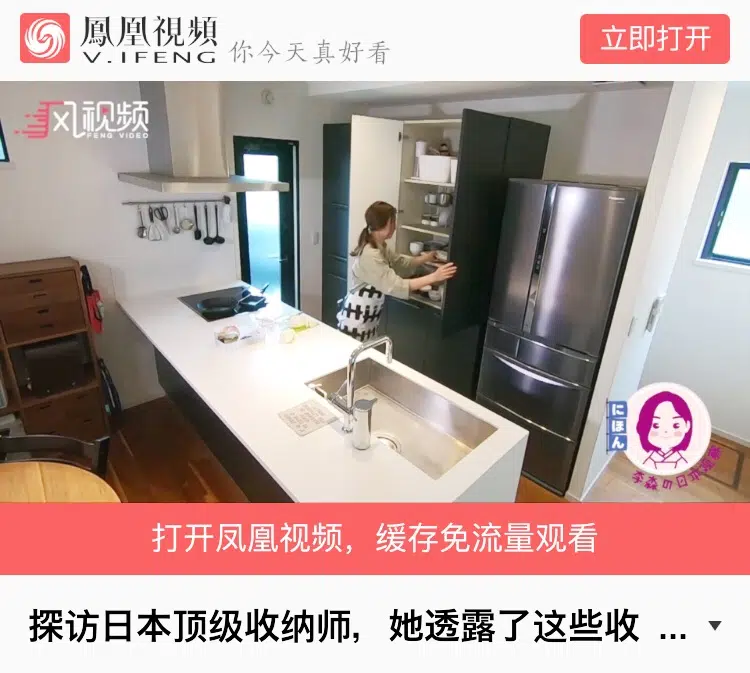 鳳凰視頻
V.IFENG
你今天真好看
立即打开
风视频
FENG VIDEO
にほん
打开凤凰视频，缓存免流量观看
探访日本顶级收纳师，她透露了这些收 ...